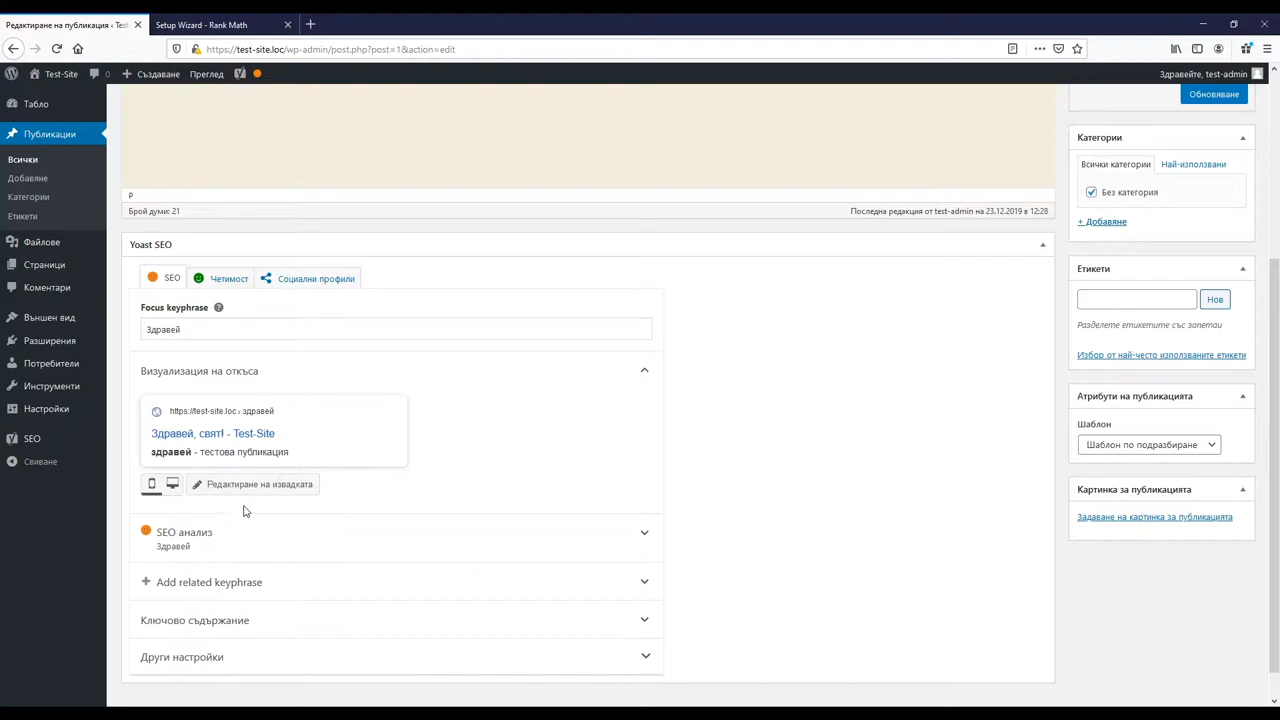 Редактиране на публикация ‹ Test-
Setup Wizard - Rank Math
https://test-site.loc/wp-admin/post.php?post=1&action=edit
Test-Site
0
Създаване
Преглед
Здравейте, test-admin
Табло
Публикации
Всички
Добавяне
Категории
Етикети
Файлове
Страници
Коментари
Външен вид
Разширения
Потребители
Инструменти
Настройки
SEO
Свиване
P
Брой думи: 21
Последна редакция от test-admin на 23.12.2019 в 12:28
Yoast SEO
SEO
Четимост
Социални профили
Focus keyphrase
Здравей
Визуализация на откъса
https://test-site.loc › здравей
Здравей, свят! - Test-Site
здравей - тестова публикация
Редактиране на извадката
SEO анализ
Здравей
Add related keyphrase
Ключово съдържание
Други настройки
Обновяване
Категории
Всички категории
Най-използвани
Без категория
+ Добавяне
Етикети
Нов
Разделете етикетите със запетаи
Избор от най-често използваните етикети
Атрибути на публикацията
Шаблон
Шаблон по подразбиране
Картинка за публикацията
Задаване на картинка за публикацията